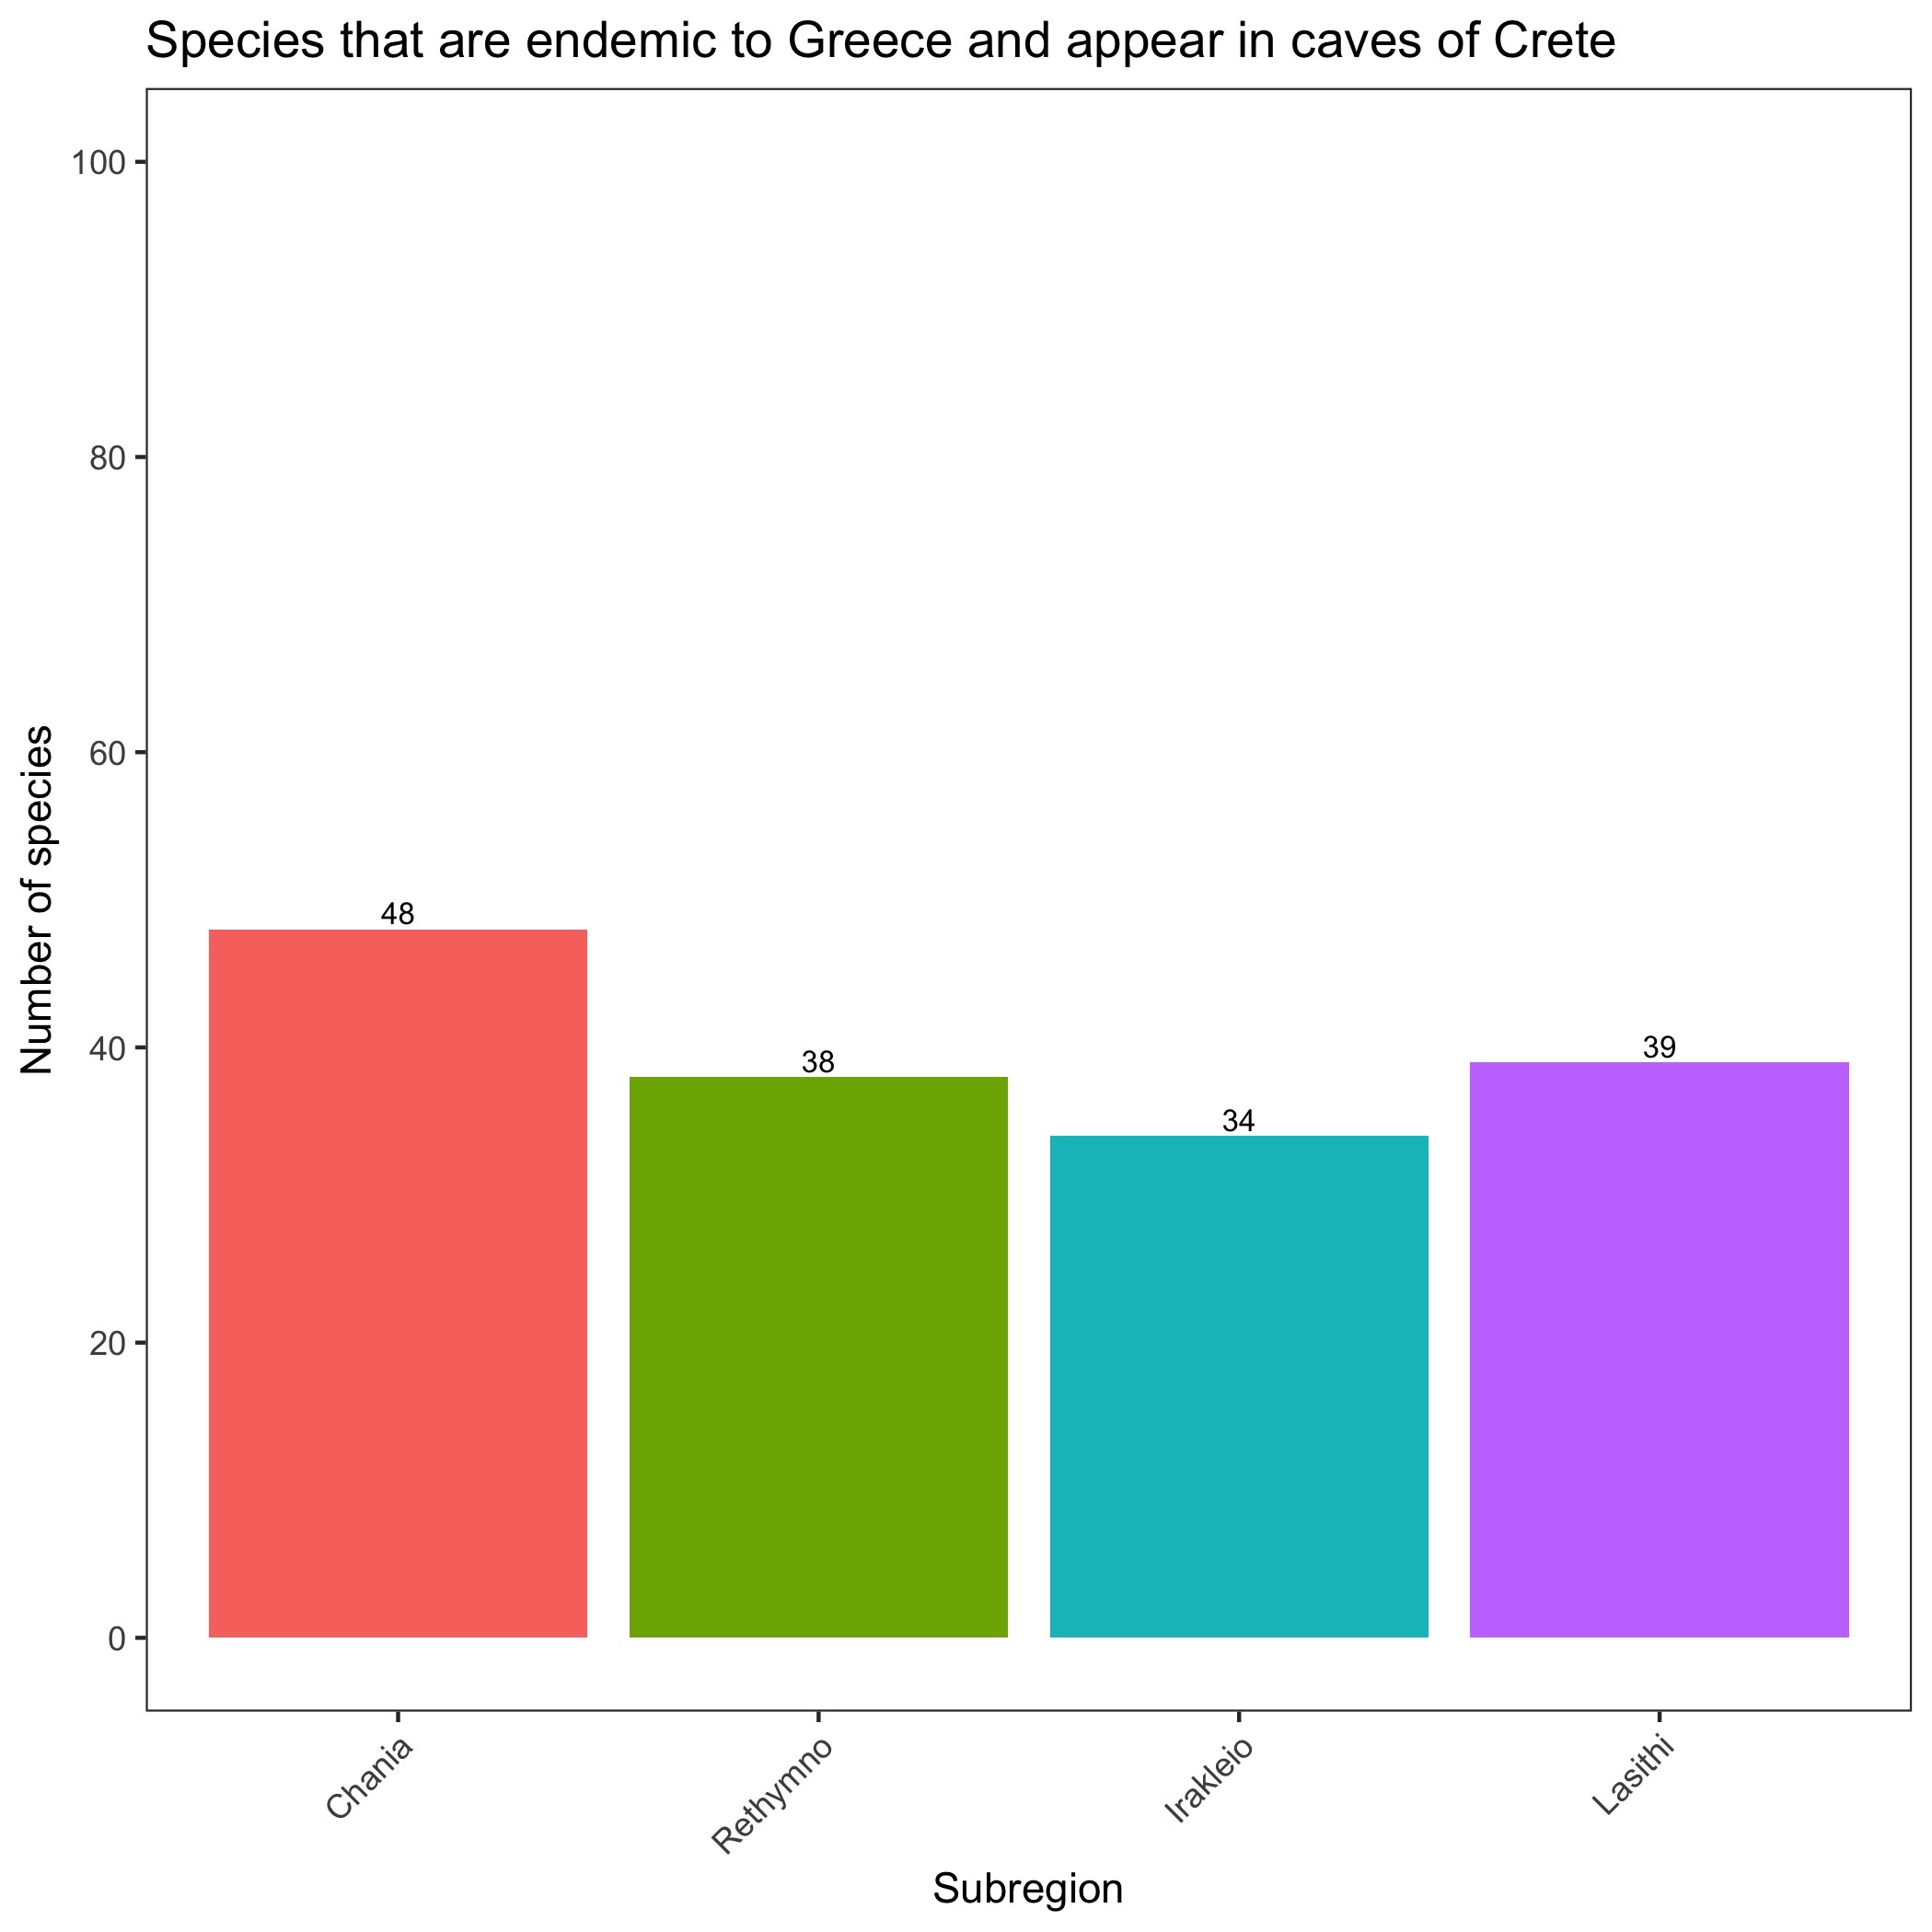 Species that are endemic to Greece and appear in caves of Crete
Number of species
100
80
60
40
20
0
48
38
34
39
Chania
Rethymno
Irakleio
Lasithi
Subregion